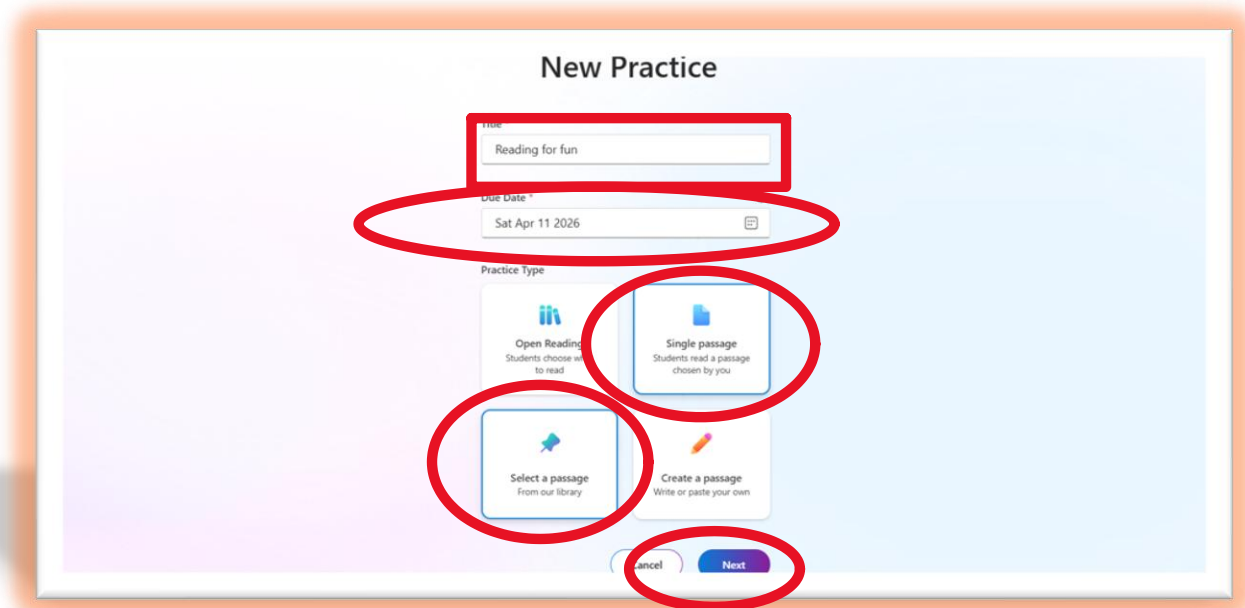 New Practice
Title
Reading for fun
Due Date *
Sat Apr 11 2026
Practice Type
Open Reading
Students choose
to read
Single passage
Students read a passage
chosen by you
Select a passage
From our library
Create a passage
Write or paste your own
Cancel
Next